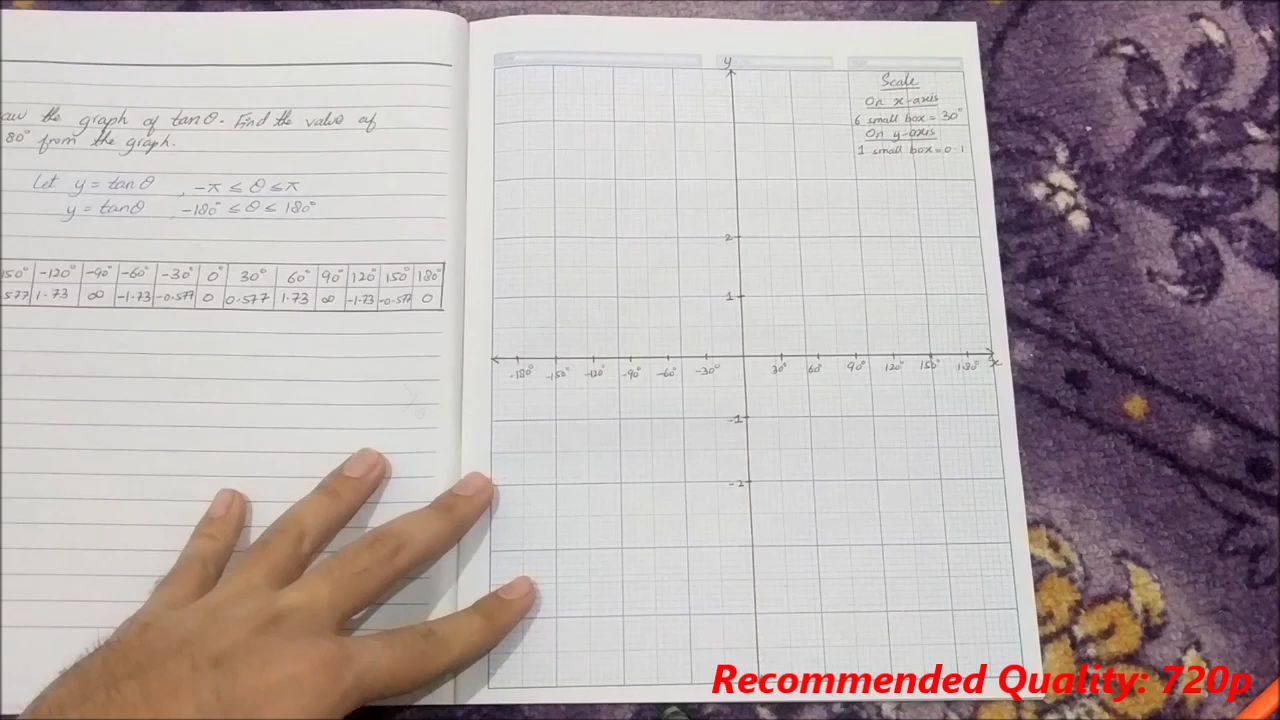 the graph of tanθ. Find the value of
80° from the graph.
Let y = tanθ , -π ≤ θ ≤ π
y = tanθ , -180° ≤ θ ≤ 180°
150° -120° -90° -60° -30° 0° 30° 60° 90° 120° 150° 180°
.577 1.73 ∞ -1.73 -0.577 0 0.577 1.73 ∞ -1.73 -0.577 0
y
Scale
On x-axis
6 small box = 30°
On y-axis
1 small box = 0.1
2
1
-180° -150° -120° -90° -60° -30° 30° 60° 90° 120° 150° 180° x
-1
-2
Recommended Quality: 720p